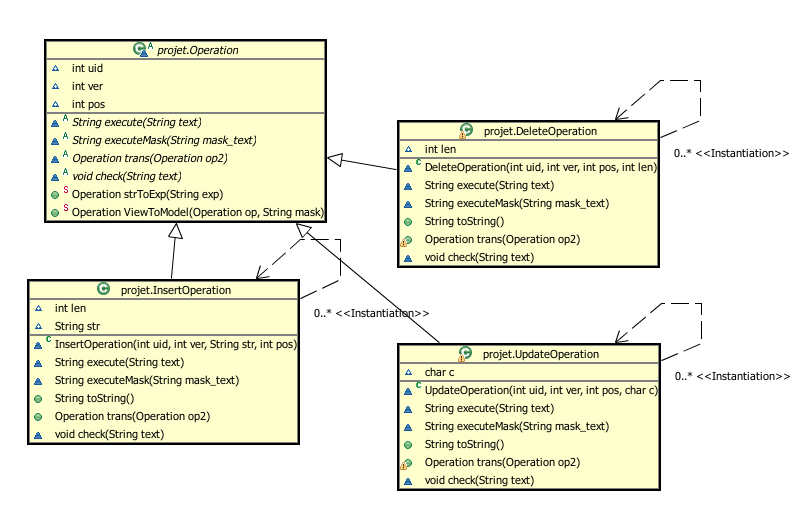 projet.Operation
int uid
int ver
int pos
String execute(String text)
String executeMask(String mask_text)
Operation trans(Operation op2)
void check(String text)
Operation strToExp(String exp)
Operation ViewToModel(Operation op, String mask)
projet.DeleteOperation
int len
DeleteOperation(int uid, int ver, int pos, int len)
String execute(String text)
String executeMask(String mask_text)
String toString()
Operation trans(Operation op2)
void check(String text)
0..* <<Instantiation>>
projet.InsertOperation
int len
String str
InsertOperation(int uid, int ver, String str, int pos)
String execute(String text)
String executeMask(String mask_text)
String toString()
Operation trans(Operation op2)
void check(String text)
0..* <<Instantiation>>
projet.UpdateOperation
char c
UpdateOperation(int uid, int ver, int pos, char c)
String execute(String text)
String executeMask(String mask_text)
String toString()
Operation trans(Operation op2)
void check(String text)
0..* <<Instantiation>>